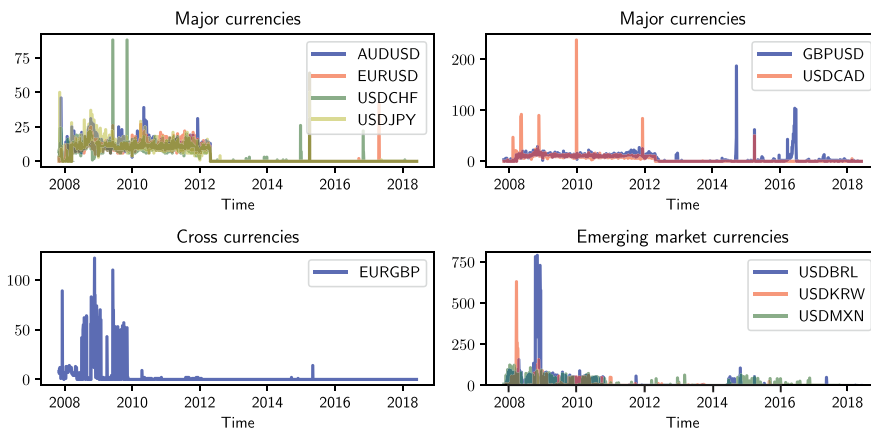 Major currencies
75
50
25
0
AUDUSD
EURUSD
USDCHF
USDJPY
2008 2010 2012 2014 2016 2018
Time
Major currencies
200
100
0
GBPUSD
USDCAD
2008 2010 2012 2014 2016 2018
Time
Cross currencies
100
50
0
EURGBP
2008 2010 2012 2014 2016 2018
Time
Emerging market currencies
750
500
250
0
USDBRL
USDKRW
USDMXN
2008 2010 2012 2014 2016 2018
Time